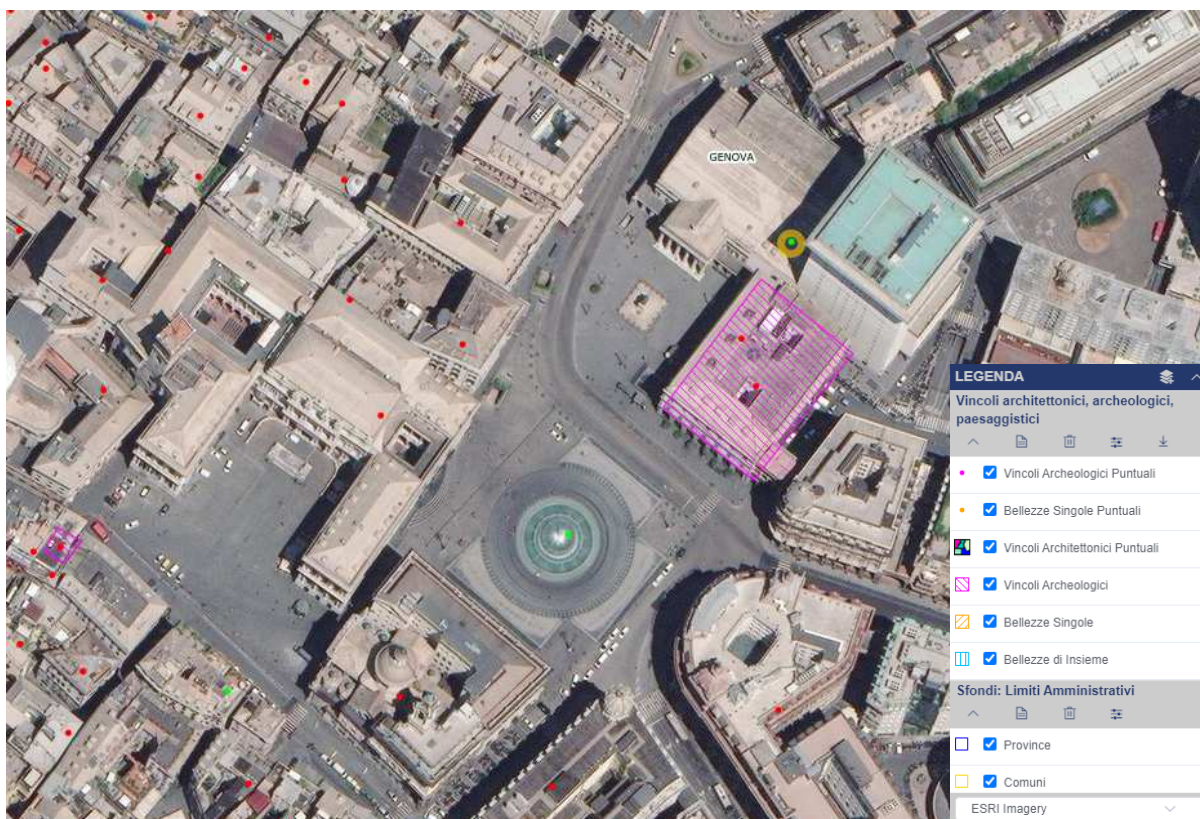 GENOVA
LEGENDA
Vincoli architettonici, archeologici,
paesaggistici
Vincoli Archeologici Puntuali
Bellezze Singole Puntuali
Vincoli Architettonici Puntuali
Vincoli Archeologici
Bellezze Singole
Bellezze di Insieme
Sfondi: Limiti Amministrativi
Province
Comuni
ESRI Imagery